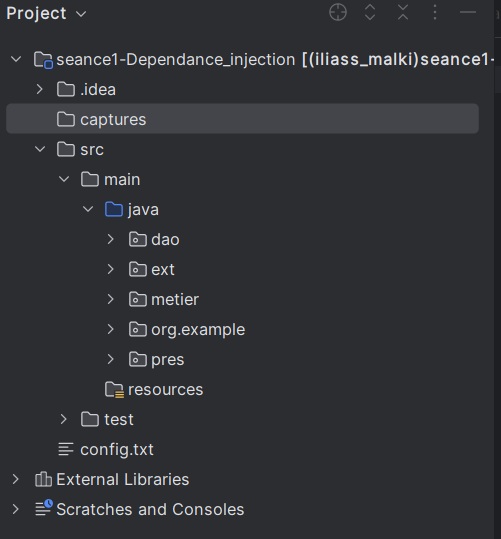 Project
seance1-Dependance_injection [(iliass_malki)seance1-
.idea
captures
src
main
java
dao
ext
metier
org.example
pres
resources
test
config.txt
External Libraries
Scratches and Consoles